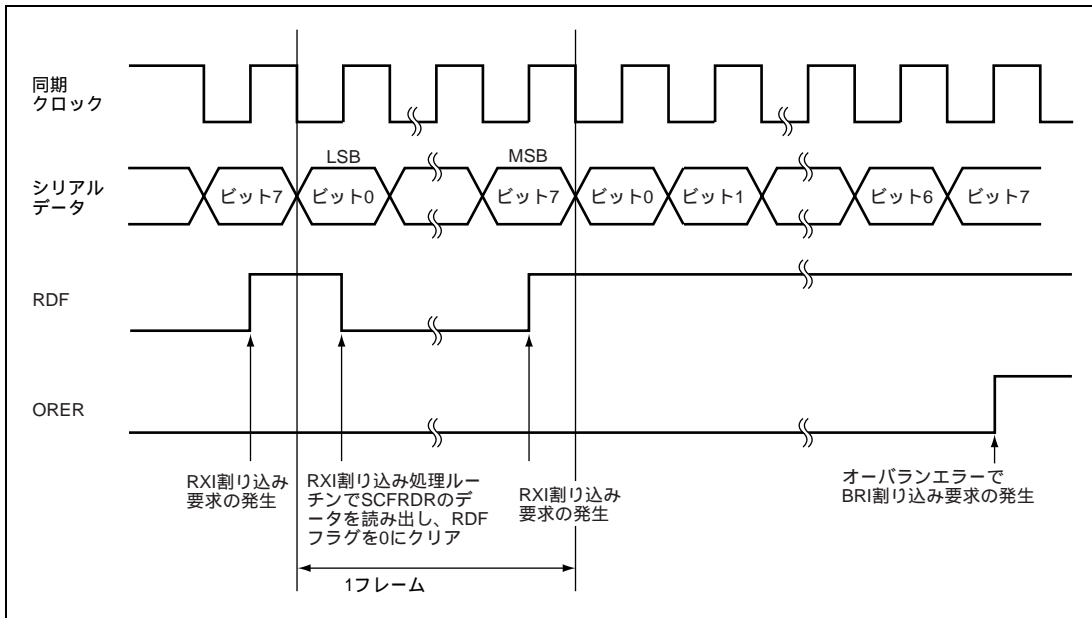 同期
クロック
LSB
MSB
シリアル
データ
ビット7
ビット0
ビット7
ビット0
ビット1
ビット6
ビット7
RDF
ORER
RXI割り込み
要求の発生
RXI割り込み処理ルー
チンでSCFRDRのデ
ータを読み出し、RDF
フラグを0にクリア
RXI割り込み
要求の発生
オーバランエラーで
BRI割り込み要求の発生
1フレーム